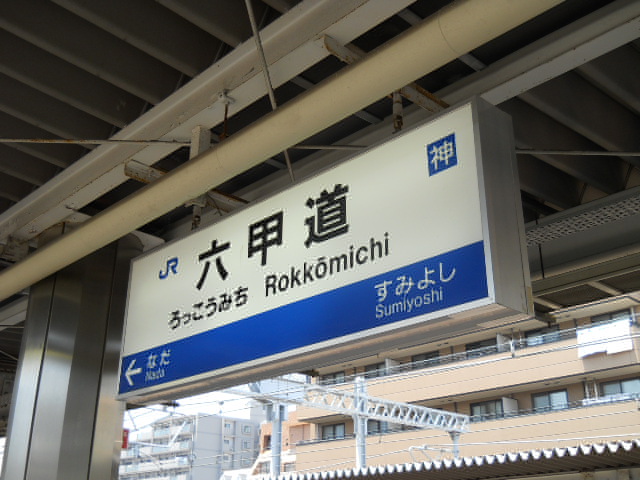 神
JR 六甲道
ろっこうみち Rokkōmichi
← なだ すみよし
Nada Sumiyoshi